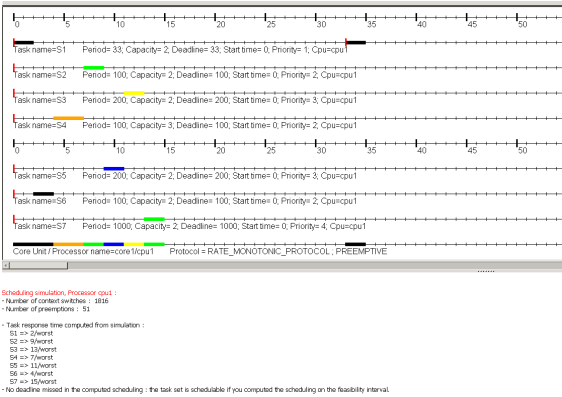 0 5 10 15 20 25 30 35 40 45 50
Task name=S1 Period= 33; Capacity= 2; Deadline= 33; Start time= 0; Priority= 1; Cpu=cpu1
Task name=S2 Period= 100; Capacity= 2; Deadline= 100; Start time= 0; Priority= 2; Cpu=cpu1
Task name=S3 Period= 200; Capacity= 2; Deadline= 200; Start time= 0; Priority= 3; Cpu=cpu1
Task name=S4 Period= 100; Capacity= 3; Deadline= 100; Start time= 0; Priority= 2; Cpu=cpu1
0 5 10 15 20 25 30 35 40 45 50
Task name=S5 Period= 200; Capacity= 2; Deadline= 200; Start time= 0; Priority= 3; Cpu=cpu1
Task name=S6 Period= 100; Capacity= 2; Deadline= 100; Start time= 0; Priority= 2; Cpu=cpu1
Task name=S7 Period= 1000; Capacity= 2; Deadline= 1000; Start time= 0; Priority= 4; Cpu=cpu1
Core Unit / Processor name=core1/cpu1 Protocol = RATE_MONOTONIC_PROTOCOL ; PREEMPTIVE
Scheduling simulation, Processor cpu1 :
- Number of context switches : 1816
- Number of preemptions : 51
- Task response time computed from simulation :
S1 => 2/worst
S2 => 9/worst
S3 => 13/worst
S4 => 7/worst
S5 => 11/worst
S6 => 4/worst
S7 => 15/worst
- No deadline missed in the computed scheduling : the task set is schedulable if you computed the scheduling on the feasibility interval.